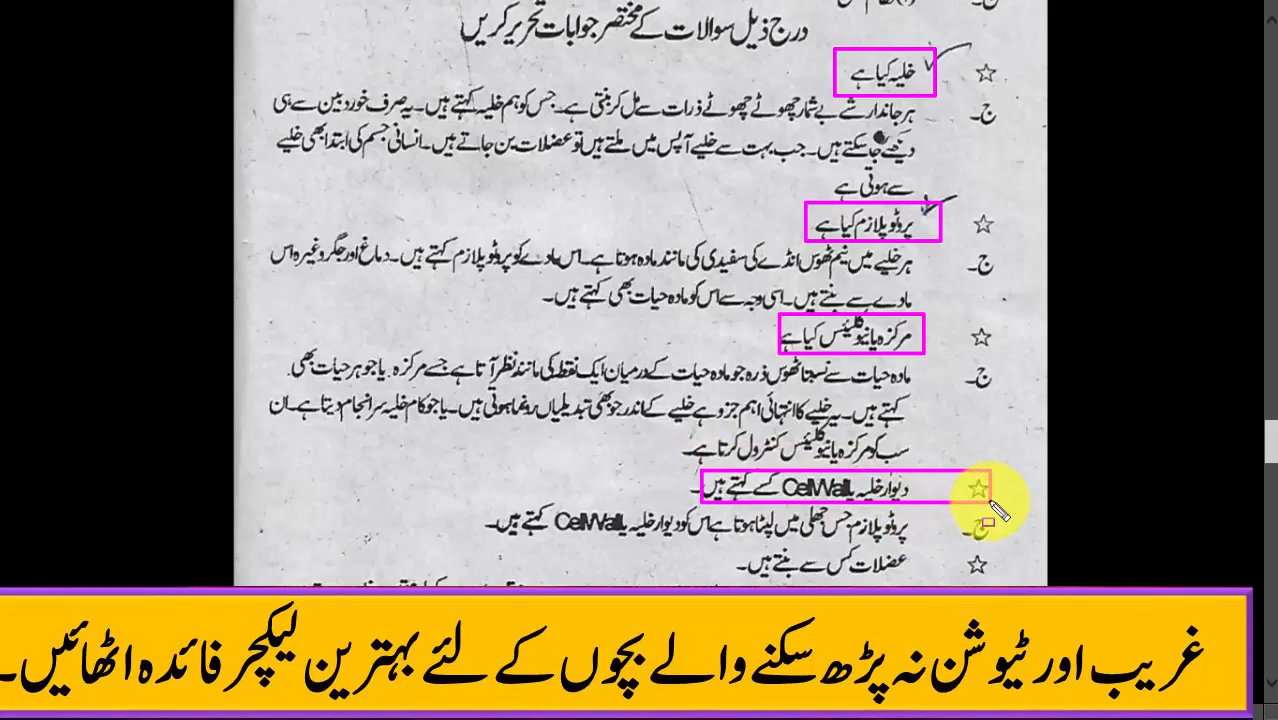 درج ذیل سوالات کے مختصر جوابات تحریر کریں
☆ خلیہ کیا ہے
ج۔ ہر جاندار شے بے شمار چھوٹے چھوٹے ذرات سے مل کر بنتی ہے۔ جس کو ہم خلیہ کہتے ہیں۔ یہ صرف خوردبین سے ہی
دیکھے جا سکتے ہیں۔ جب بہت سے خلیے آپس میں ملتے ہیں تو عضلات بن جاتے ہیں۔ انسانی جسم کی ابتدا بھی خلیے
سے ہوتی ہے
☆ پروٹوپلازم کیا ہے
ج۔ ہر خلیے میں نیم ٹھوس انڈے کی سفیدی کی مانند مادہ ہوتا ہے۔ اس مادے کو پروٹوپلازم کہتے ہیں۔ دماغ اور جگر وغیرہ اس
مادے سے بنتے ہیں۔ اسی وجہ سے اس کو مادہ حیات بھی کہتے ہیں۔
☆ مرکزہ یا نیوکلیئس کیا ہے
ج۔ مادہ حیات سے نسبتا ٹھوس ذرہ جو مادہ حیات کے درمیان ایک نقطہ کی مانند نظر آتا ہے جسے مرکزہ یا جوہر حیات بھی
کہتے ہیں۔ یہ خلیے کا انتہائی اہم جزو ہے خلیے کے اندر جو بھی تبدیلیاں رونما ہوتی ہیں۔ یا جو کام خلیہ سر انجام دیتا ہے۔ ان
سب کو مرکزہ یا نیوکلیئس کنٹرول کرتا ہے۔
☆ دیوار خلیہ یا CellWall کسے کہتے ہیں۔
ج۔ پروٹوپلازم جس جھلی میں لپٹا ہوتا ہے اس کو دیوار خلیہ یا CellWall کہتے ہیں۔
☆ عضلات کس سے بنتے ہیں۔
غریب اور ٹیوشن نہ پڑھ سکنے والے بچوں کے لئے بہترین لیکچر فائدہ اٹھائیں۔